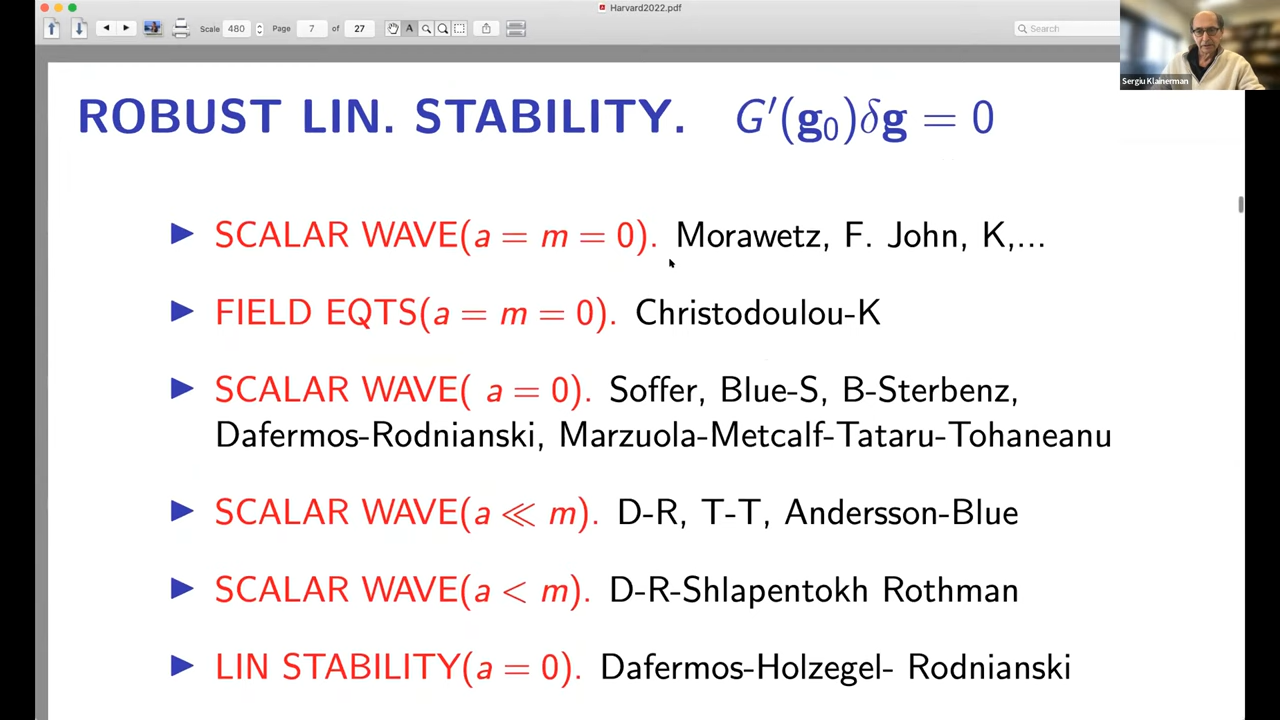 Harvard2022.pdf
Scale 480 Page 7 of 27 A Search
Sergiu Klainerman
ROBUST LIN. STABILITY. G′(g₀)δg = 0
▶ SCALAR WAVE(a = m = 0). Morawetz, F. John, K,...
▶ FIELD EQTS(a = m = 0). Christodoulou-K
▶ SCALAR WAVE( a = 0). Soffer, Blue-S, B-Sterbenz,
Dafermos-Rodnianski, Marzuola-Metcalf-Tataru-Tohaneanu
▶ SCALAR WAVE(a ≪ m). D-R, T-T, Andersson-Blue
▶ SCALAR WAVE(a < m). D-R-Shlapentokh Rothman
▶ LIN STABILITY(a = 0). Dafermos-Holzegel- Rodnianski